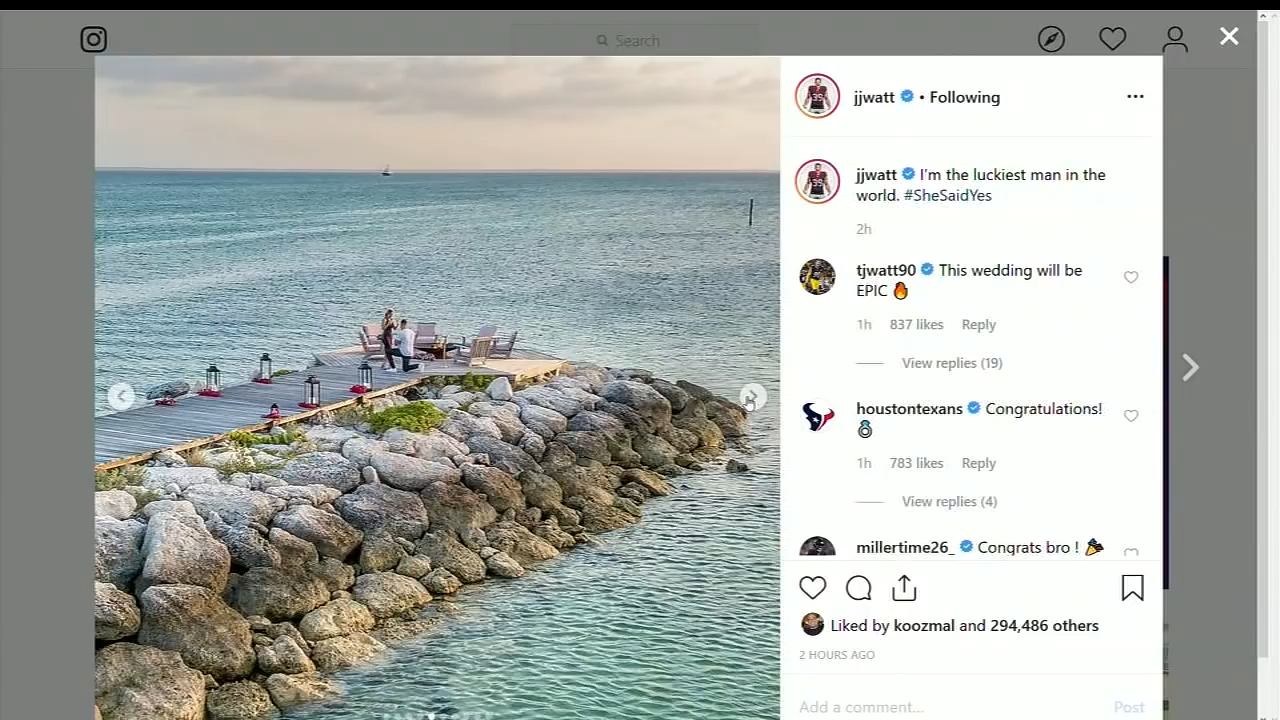 Search
jjwatt • Following
jjwatt I'm the luckiest man in the
world. #SheSaidYes
2h
tjwatt90 This wedding will be
EPIC 🔥
1h 837 likes Reply
View replies (19)
houstontexans Congratulations!
💍
1h 783 likes Reply
View replies (4)
millertime26_ Congrats bro ! 🎉
Liked by koozmal and 294,486 others
2 HOURS AGO
Add a comment... Post